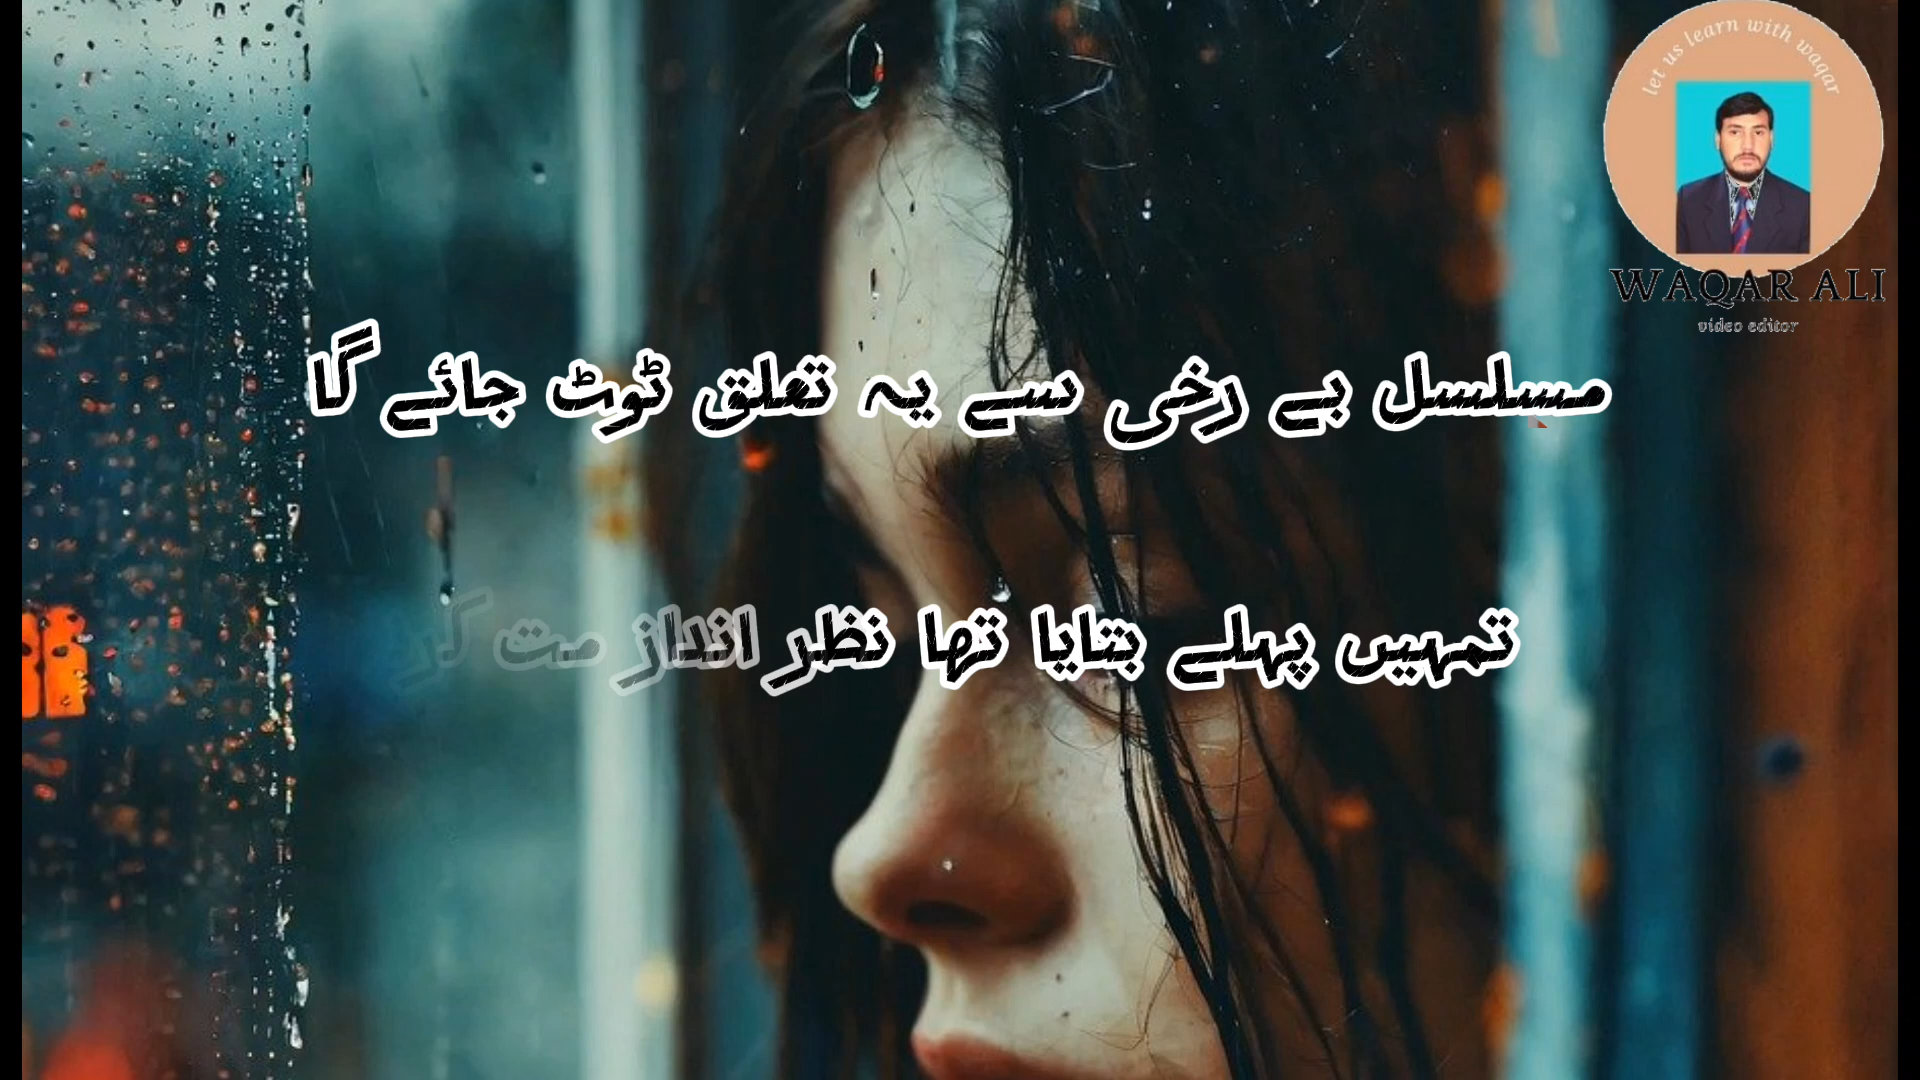 let us learn with waqar
WAQAR ALI
video editor
مسلسل بے رخی سے یہ تعلق ٹوٹ جائے گا
تمہیں پہلے بتایا تھا نظر انداز مت